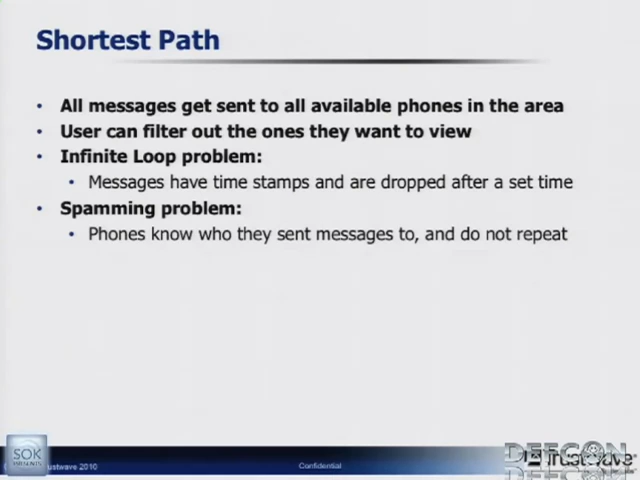 Shortest Path
• All messages get sent to all available phones in the area
• User can filter out the ones they want to view
• Infinite Loop problem:
• Messages have time stamps and are dropped after a set time
• Spamming problem:
• Phones know who they sent messages to, and do not repeat
SOK
ustwave 2010
Confidential
DEFCON
Trustwave